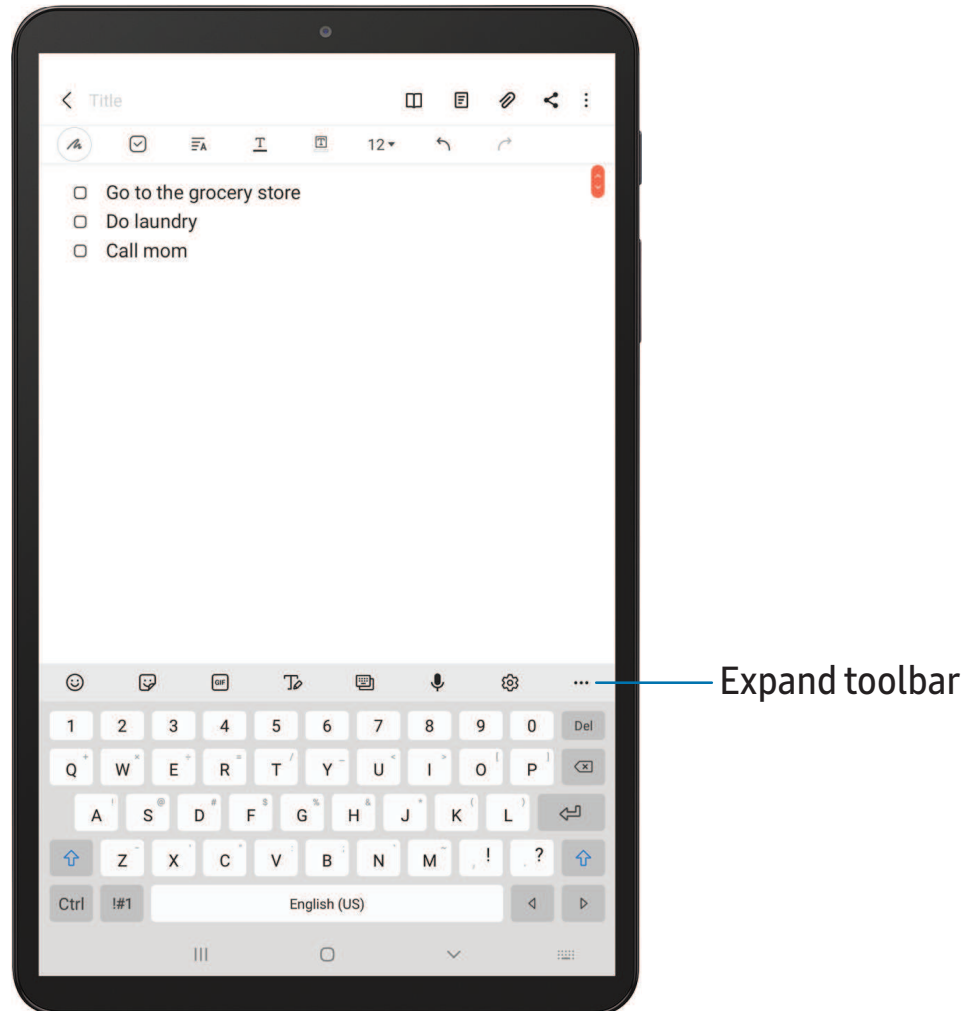 Title
12
Go to the grocery store
Do laundry
Call mom
GIF
Expand toolbar
1 2 3 4 5 6 7 8 9 0 Del
Q W E R T Y U I O P
A S D F G H J K L
Z X C V B N M , ! . ?
Ctrl !#1 English (US)